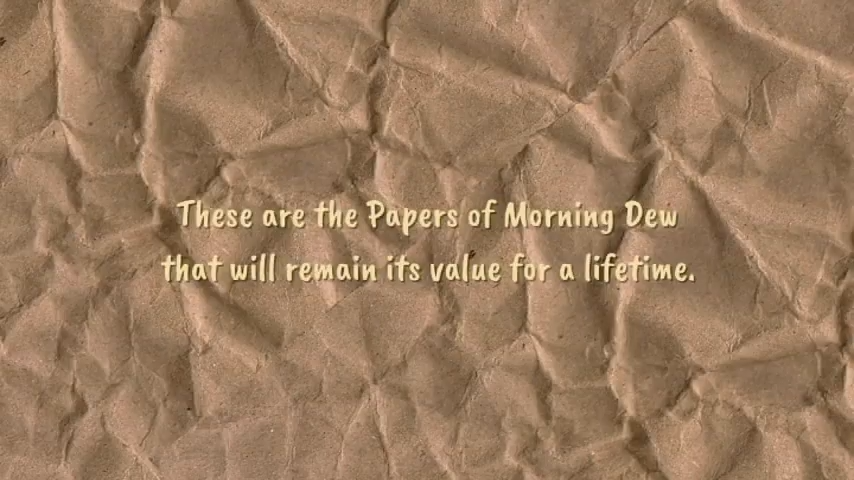 These are the Papers of Morning Dew
that will remain its value for a lifetime.